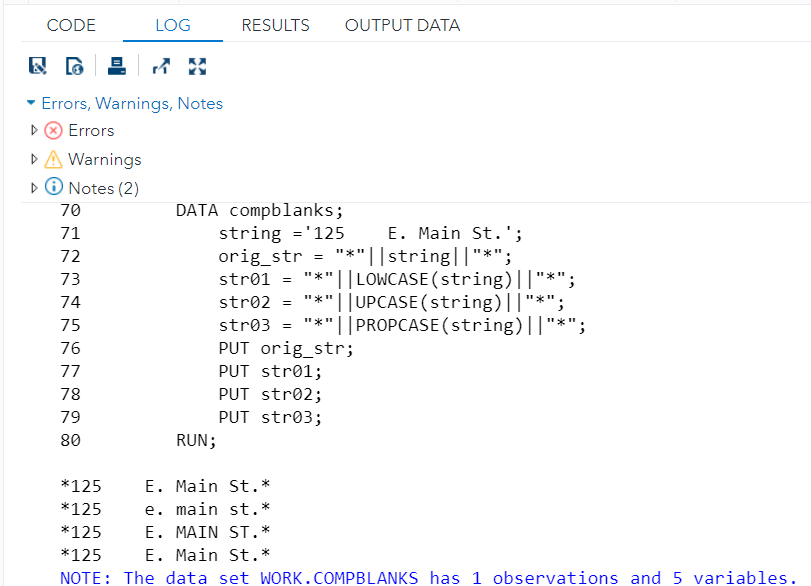 CODE LOG RESULTS OUTPUT DATA
Errors, Warnings, Notes
Errors
Warnings
Notes (2)
70         DATA compblanks;
71             string ='125    E. Main St.';
72             orig_str = "*"||string||"*";
73             str01 = "*"||LOWCASE(string)||"*";
74             str02 = "*"||UPCASE(string)||"*";
75             str03 = "*"||PROPCASE(string)||"*";
76             PUT orig_str;
77             PUT str01;
78             PUT str02;
79             PUT str03;
80         RUN;
*125    E. Main St.*
*125    e. main st.*
*125    E. MAIN ST.*
*125    E. Main St.*
NOTE: The data set WORK.COMPBLANKS has 1 observations and 5 variables.